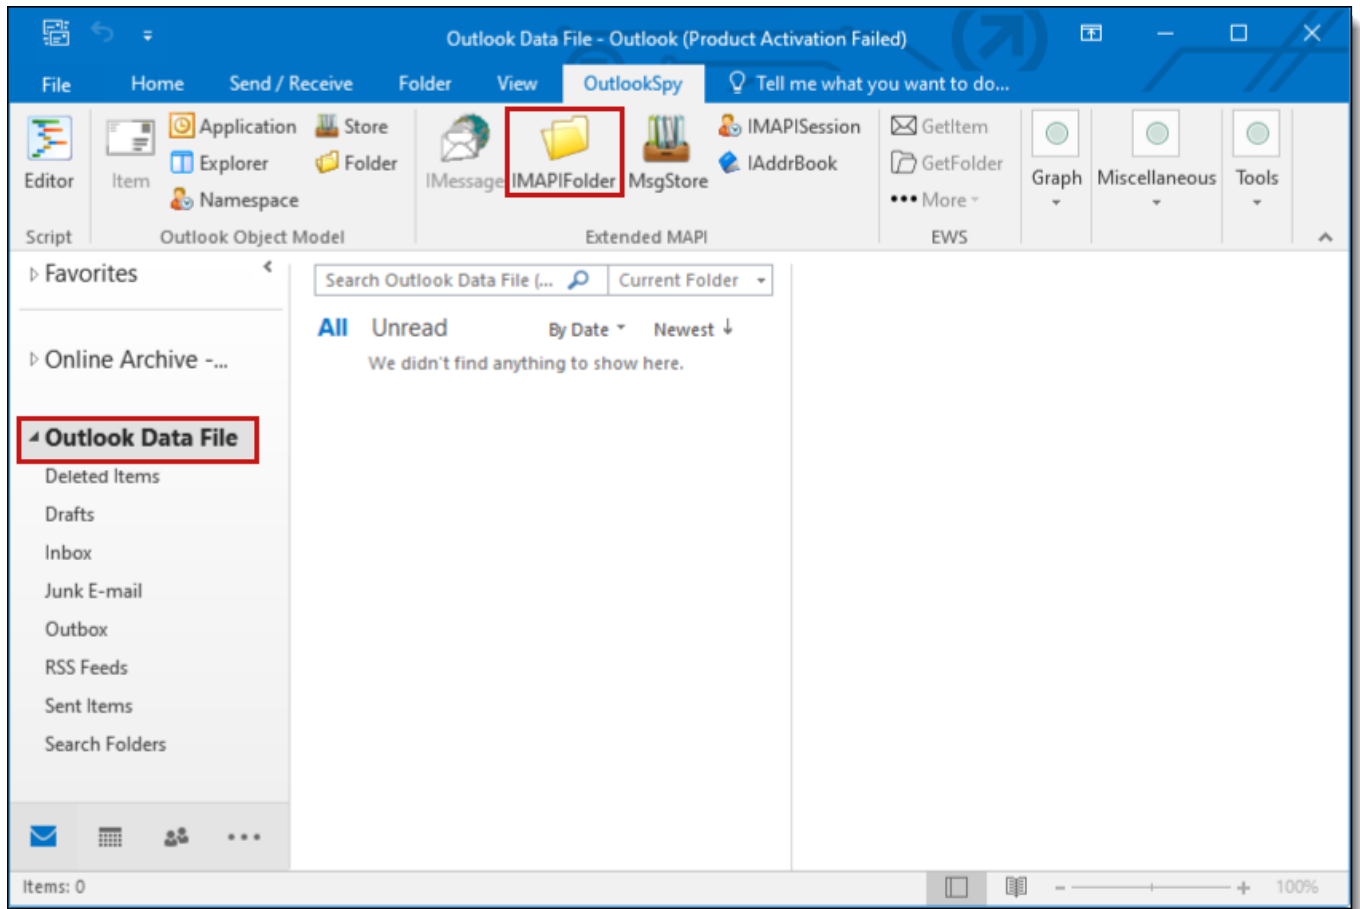 Outlook Data File - Outlook (Product Activation Failed)
File Home Send / Receive Folder View OutlookSpy Tell me what you want to do...
Editor
Item
Application
Explorer
Namespace
Store
Folder
IMessage
IMAPIFolder
MsgStore
IMAPISession
IAddrBook
GetItem
GetFolder
More
Graph
Miscellaneous
Tools
Script Outlook Object Model Extended MAPI EWS
Favorites
Online Archive -...
Outlook Data File
Deleted Items
Drafts
Inbox
Junk E-mail
Outbox
RSS Feeds
Sent Items
Search Folders
Search Outlook Data File (... Current Folder
All Unread By Date Newest ↓
We didn't find anything to show here.
Items: 0 100%